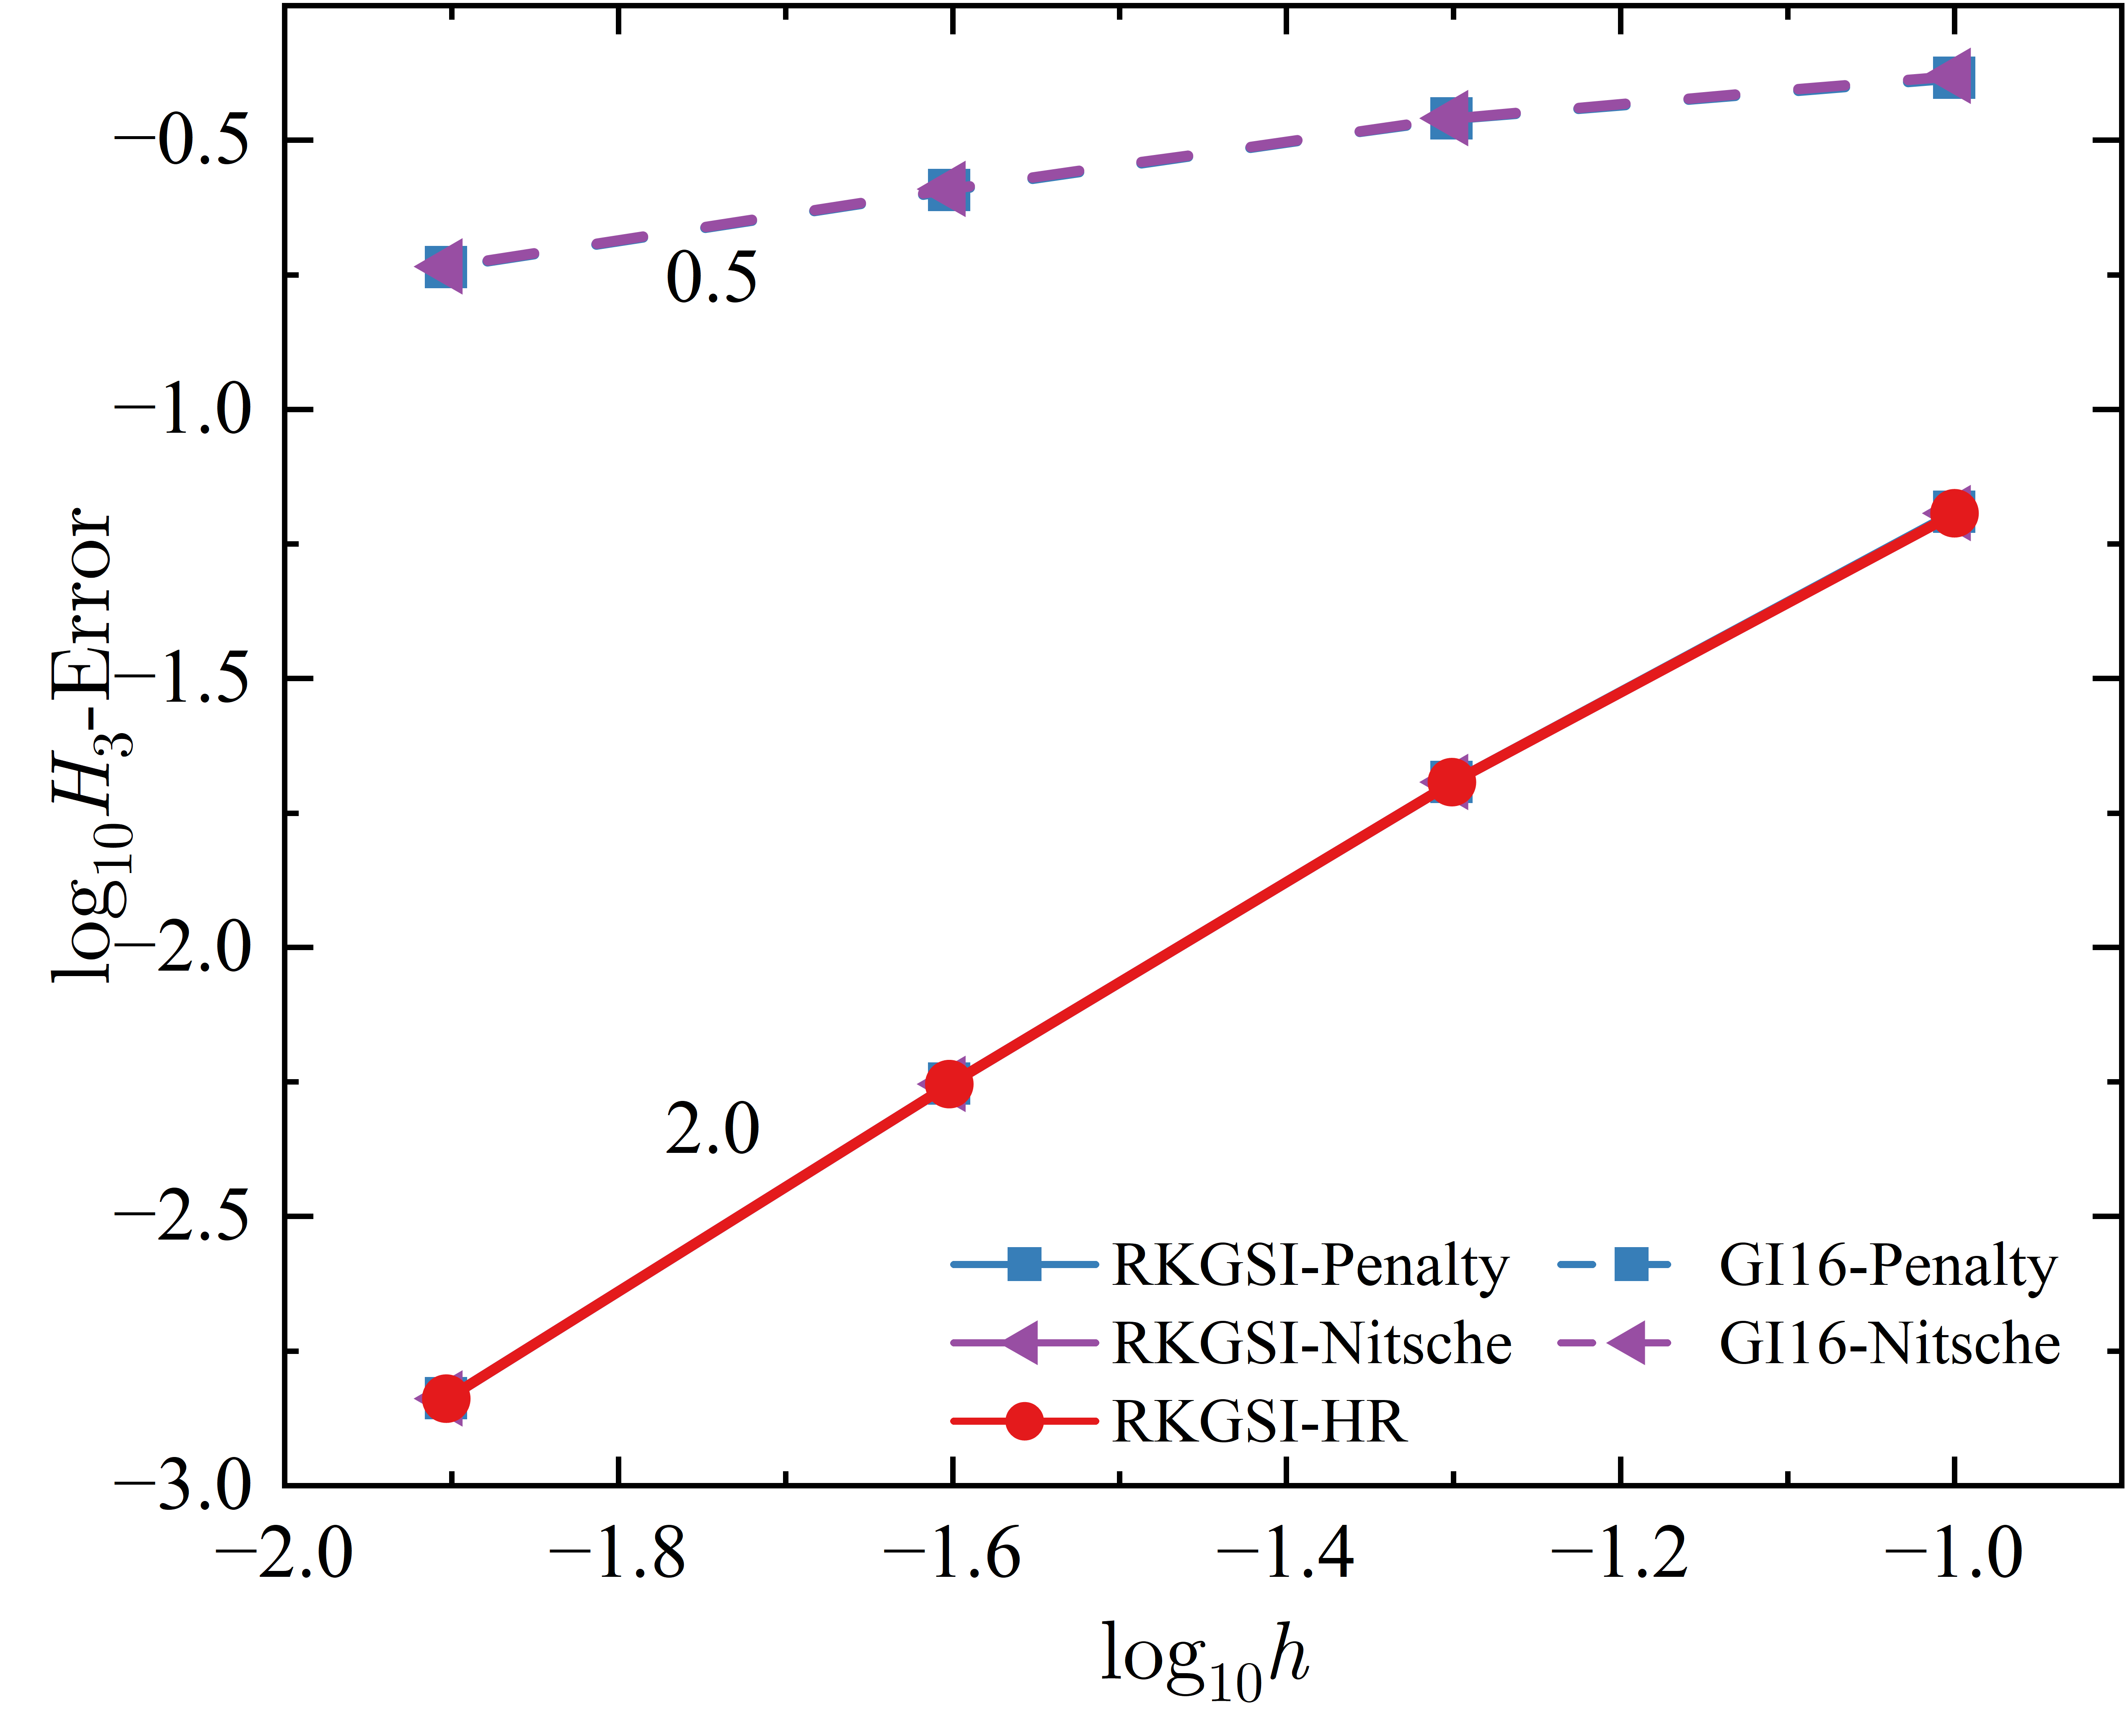 −0.5
−1.0
−1.5
−2.0
−2.5
−3.0
log₁₀H₃-Error
0.5
2.0
RKGSI-Penalty
GI16-Penalty
RKGSI-Nitsche
GI16-Nitsche
RKGSI-HR
−2.0 −1.8 −1.6 −1.4 −1.2 −1.0
log₁₀h